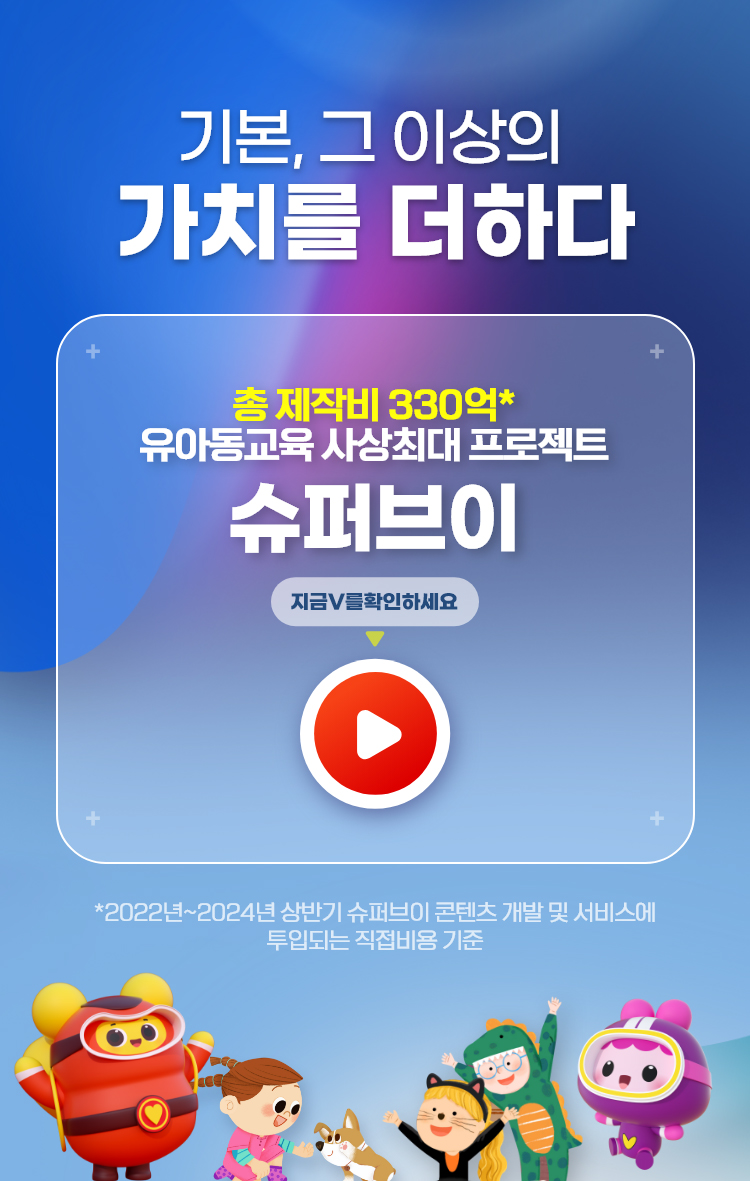 기본, 그 이상의
가치를 더하다
총 제작비 330억*
유아동교육 사상최대 프로젝트
슈퍼브이
지금V를확인하세요
*2022년~2024년 상반기 슈퍼브이 콘텐츠 개발 및 서비스에
투입되는 직접비용 기준